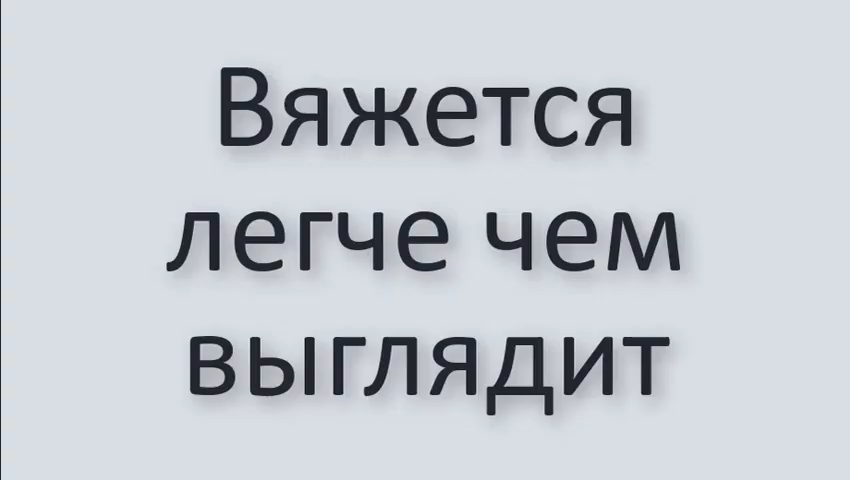 Вяжется
легче чем
выглядит